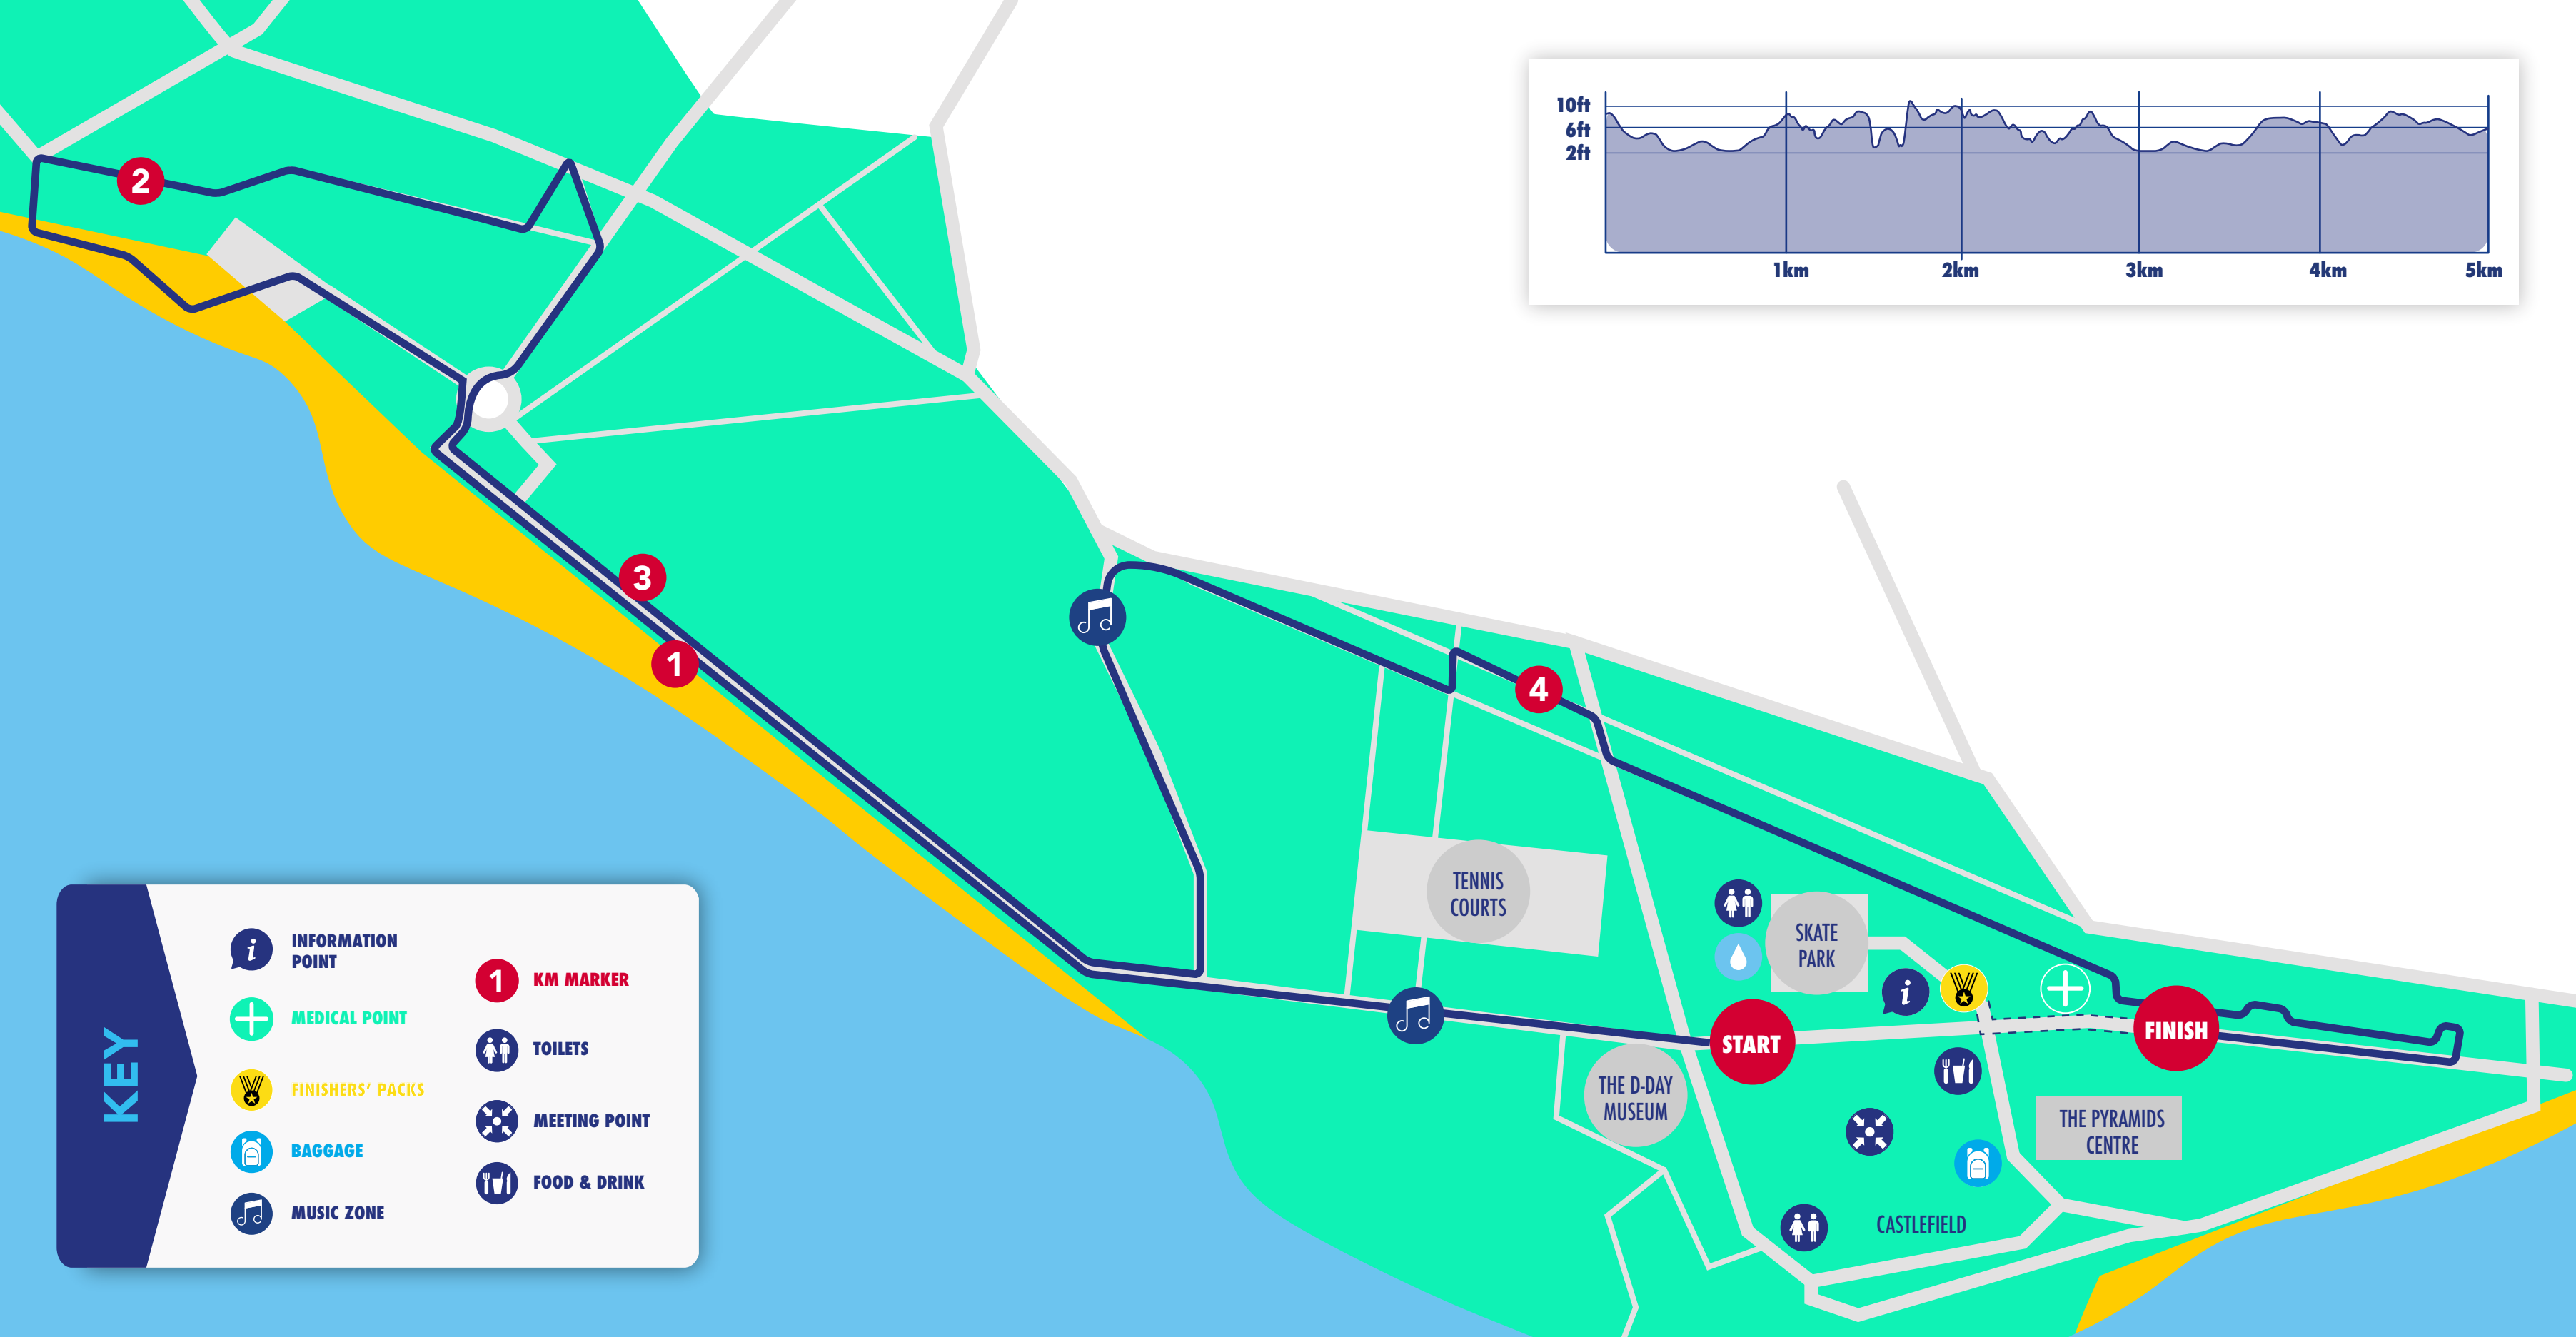 10ft
6ft
2ft
1km
2km
3km
4km
5km
2
3
1
4
TENNIS
COURTS
SKATE
PARK
i
START
FINISH
THE D-DAY
MUSEUM
THE PYRAMIDS
CENTRE
CASTLEFIELD
KEY
i
INFORMATION
POINT
MEDICAL POINT
FINISHERS' PACKS
BAGGAGE
MUSIC ZONE
1
KM MARKER
TOILETS
MEETING POINT
FOOD & DRINK